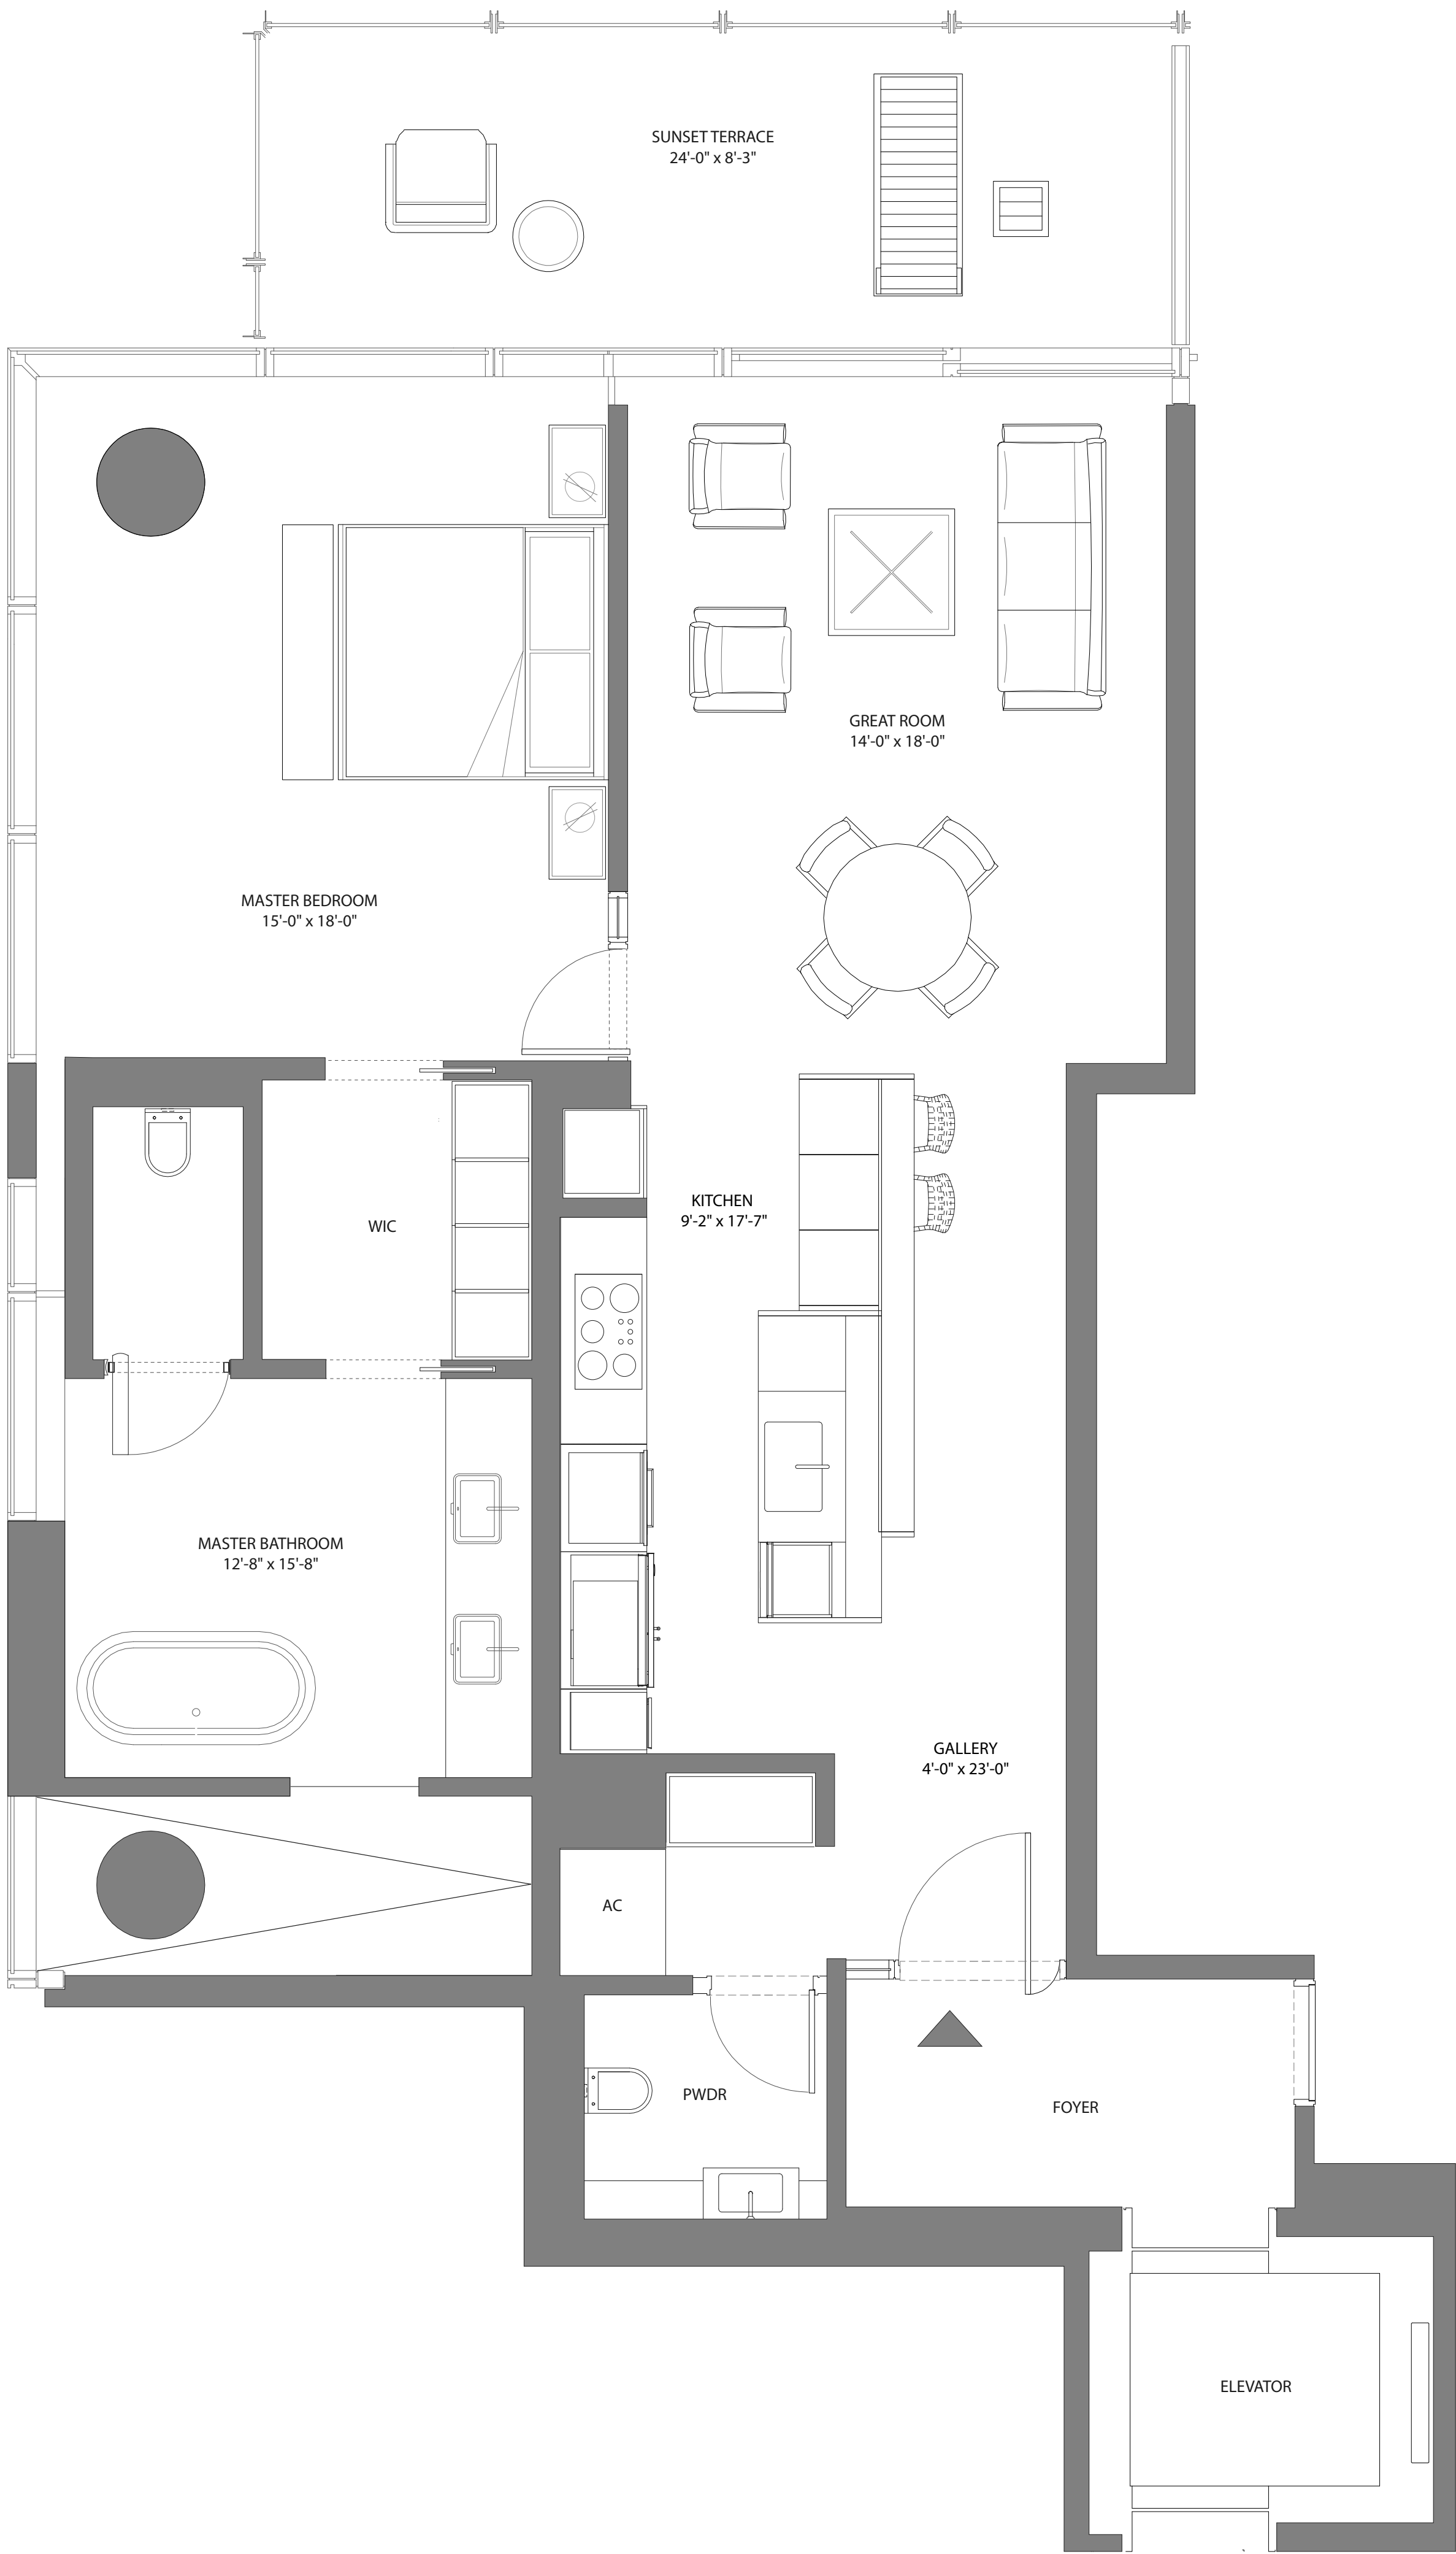 SUNSET TERRACE
24'-0" x 8'-3"
GREAT ROOM
14'-0" x 18'-0"
MASTER BEDROOM
15'-0" x 18'-0"
KITCHEN
9'-2" x 17'-7"
WIC
MASTER BATHROOM
12'-8" x 15'-8"
GALLERY
4'-0" x 23'-0"
AC
PWDR
FOYER
ELEVATOR